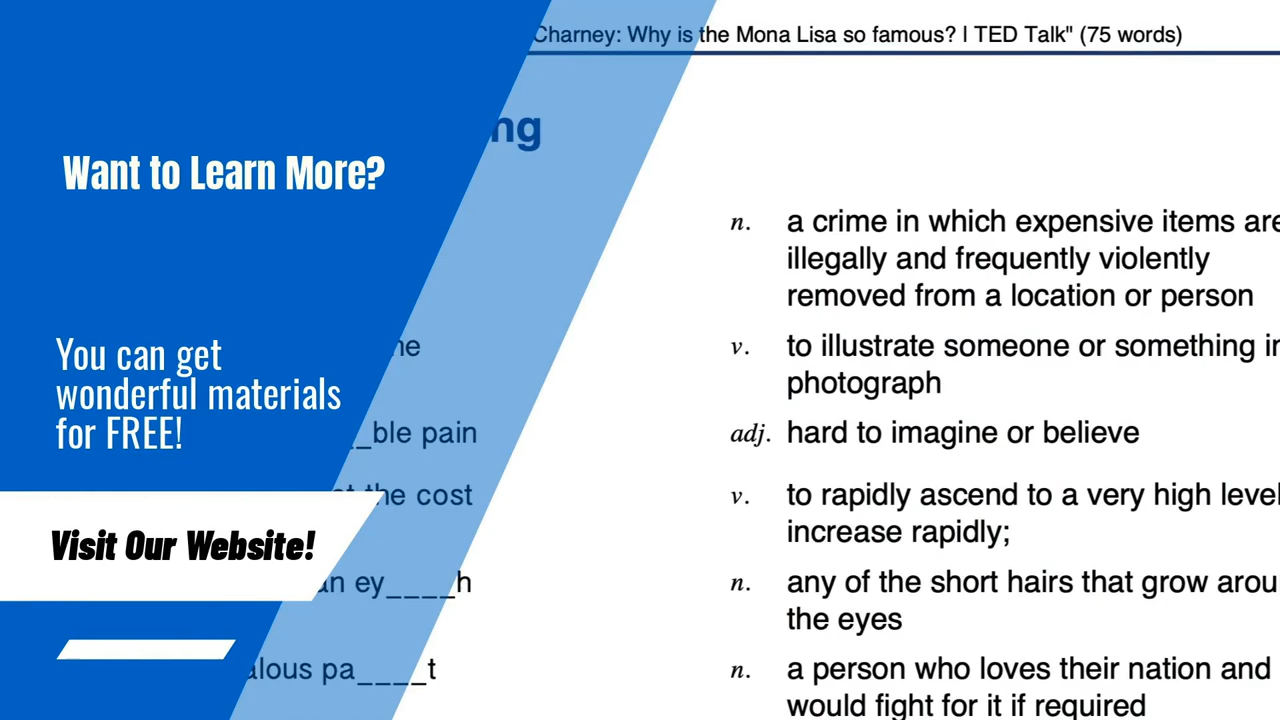 Charney: Why is the Mona Lisa so famous? | TED Talk" (75 words)
Want to Learn More?
You can get
wonderful materials
for FREE!
Visit Our Website!
ng
ne
_ble pain
the cost
an ey____h
alous pa____t
n. a crime in which expensive items are
illegally and frequently violently
removed from a location or person
v. to illustrate someone or something in
photograph
adj. hard to imagine or believe
v. to rapidly ascend to a very high level
increase rapidly;
n. any of the short hairs that grow arou
the eyes
n. a person who loves their nation and
would fight for it if required